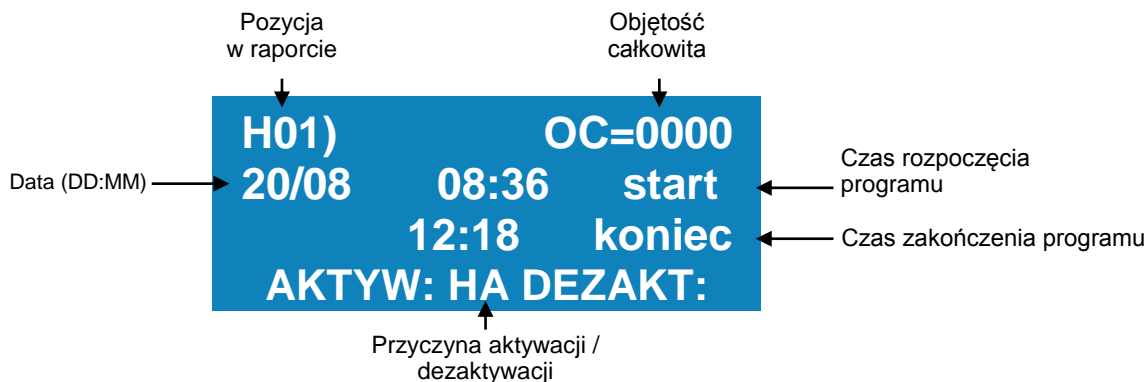 Pozycja
w raporcie
Objętość
całkowita
H01) OC=0000
Data (DD:MM)
20/08 08:36 start
Czas rozpoczęcia
programu
12:18 koniec
Czas zakończenia programu
AKTYW: HA DEZAKT:
Przyczyna aktywacji /
dezaktywacji